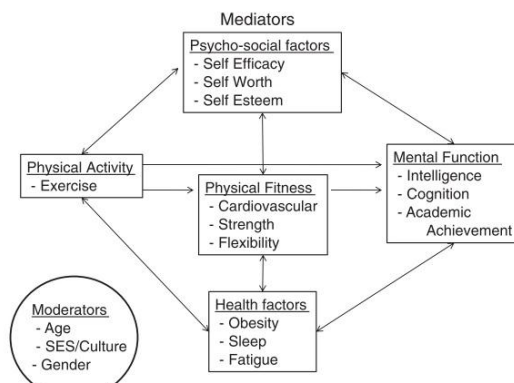 Mediators
Psycho-social factors
- Self Efficacy
- Self Worth
- Self Esteem
Physical Activity
- Exercise
Physical Fitness
- Cardiovascular
- Strength
- Flexibility
Mental Function
- Intelligence
- Cognition
- Academic
Achievement
Health factors
- Obesity
- Sleep
- Fatigue
Moderators
- Age
- SES/Culture
- Gender